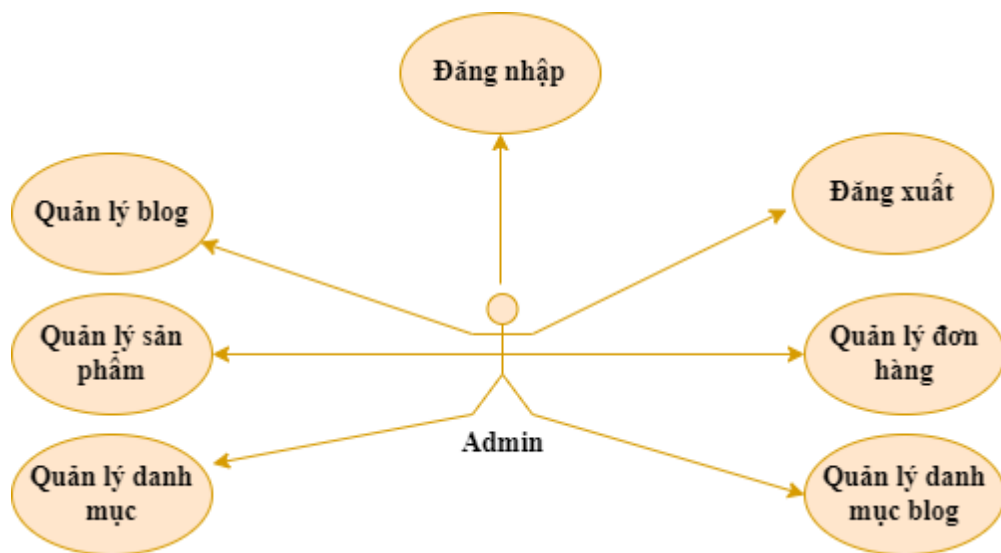 Đăng nhập
Đăng xuất
Quản lý blog
Quản lý sản
phẩm
Quản lý đơn
hàng
Admin
Quản lý danh
mục
Quản lý danh
mục blog